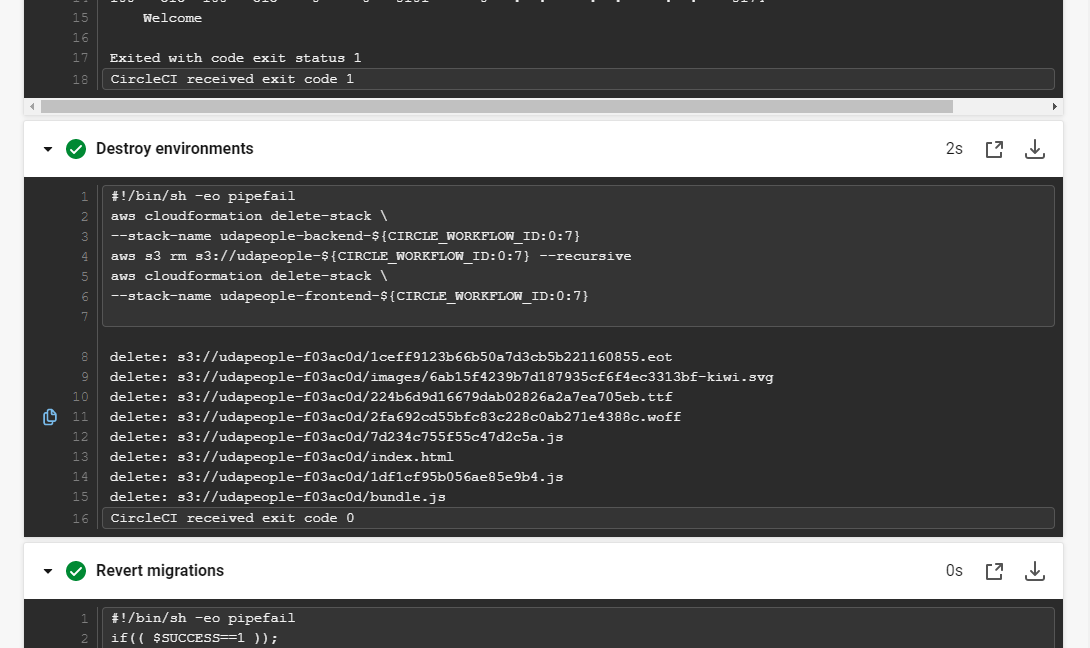 15 Welcome
16
17 Exited with code exit status 1
18 CircleCI received exit code 1
Destroy environments 2s
1 #!/bin/sh -eo pipefail
2 aws cloudformation delete-stack \
3 --stack-name udapeople-backend-${CIRCLE_WORKFLOW_ID:0:7}
4 aws s3 rm s3://udapeople-${CIRCLE_WORKFLOW_ID:0:7} --recursive
5 aws cloudformation delete-stack \
6 --stack-name udapeople-frontend-${CIRCLE_WORKFLOW_ID:0:7}
7
8 delete: s3://udapeople-f03ac0d/1ceff9123b66b50a7d3cb5b221160855.eot
9 delete: s3://udapeople-f03ac0d/images/6ab15f4239b7d187935cf6f4ec3313bf-kiwi.svg
10 delete: s3://udapeople-f03ac0d/224b6d9d16679dab02826a2a7ea705eb.ttf
11 delete: s3://udapeople-f03ac0d/2fa692cd55bfc83c228c0ab271e4388c.woff
12 delete: s3://udapeople-f03ac0d/7d234c755f55c47d2c5a.js
13 delete: s3://udapeople-f03ac0d/index.html
14 delete: s3://udapeople-f03ac0d/1df1cf95b056ae85e9b4.js
15 delete: s3://udapeople-f03ac0d/bundle.js
16 CircleCI received exit code 0
Revert migrations 0s
1 #!/bin/sh -eo pipefail
2 if(( $SUCCESS==1 ));